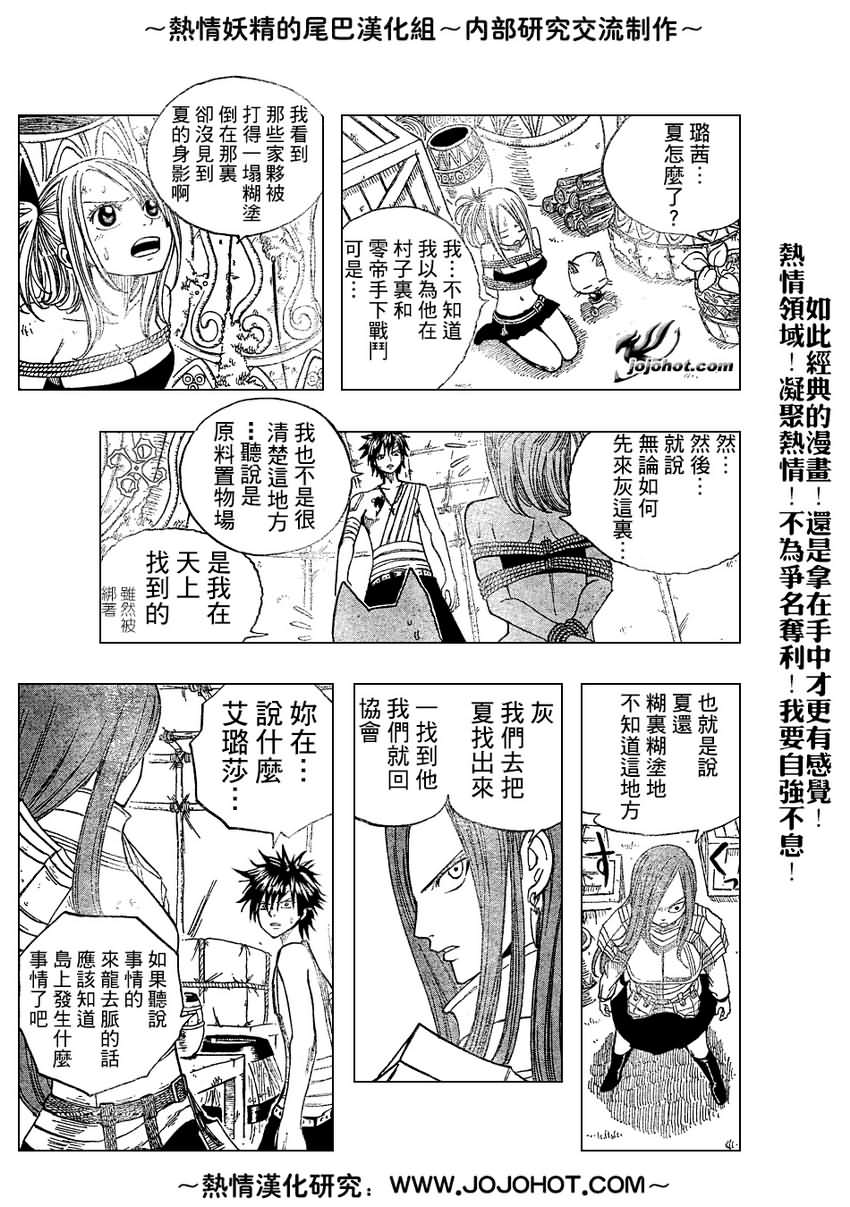 ～熱情妖精的尾巴漢化組～内部研究交流制作～
璐茜…
夏怎麼了？
我…不知道
我以為他在
村子裏和
零帝手下戰鬥
可是…
jojohot.com
我看到
那些家夥被
打得一塌糊塗
倒在那裏
卻沒見到
夏的身影啊
然…
然後…
就說
無論如何
先來灰這裏…
我也不是很
清楚這地方
…聽說是
原料置物場
是我在
天上
找到的
雖然被
綁著
也就是說
夏還
糊裏糊塗地
不知道這地方
すくっ
灰
我們去把
夏找出來
一找到他
我們就回
協會
妳在…
說什麼
艾璐莎…
如果聽說
事情的
來龍去脈的話
應該知道
島上發生什麼
事情了吧
如此經典的漫畫！還是拿在手中才更有感覺！
熱情領域！凝聚熱情！不為爭名奪利！我要自強不息！
～熱情漢化研究：WWW.JOJOHOT.COM～